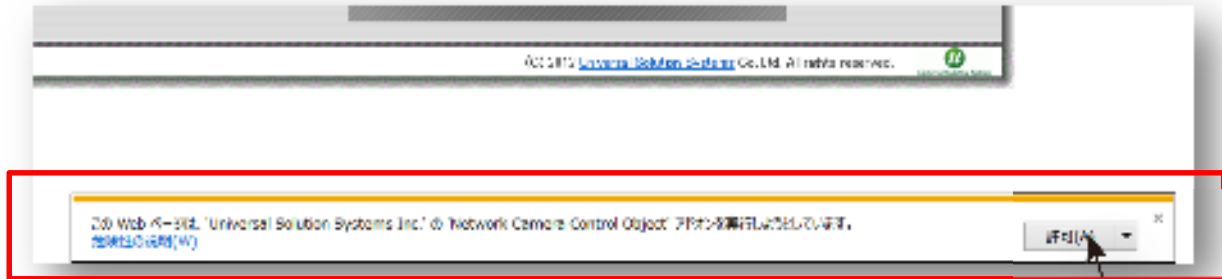 (C) 2012 Universal Solution Systems Co.Ltd. All rights reserved.
この Web ページは、'Universal Solution Systems Inc.' の 'Network Camera Control Object' アドオンを実行しようとしています。
危険性の説明(W)
許可(A)
×